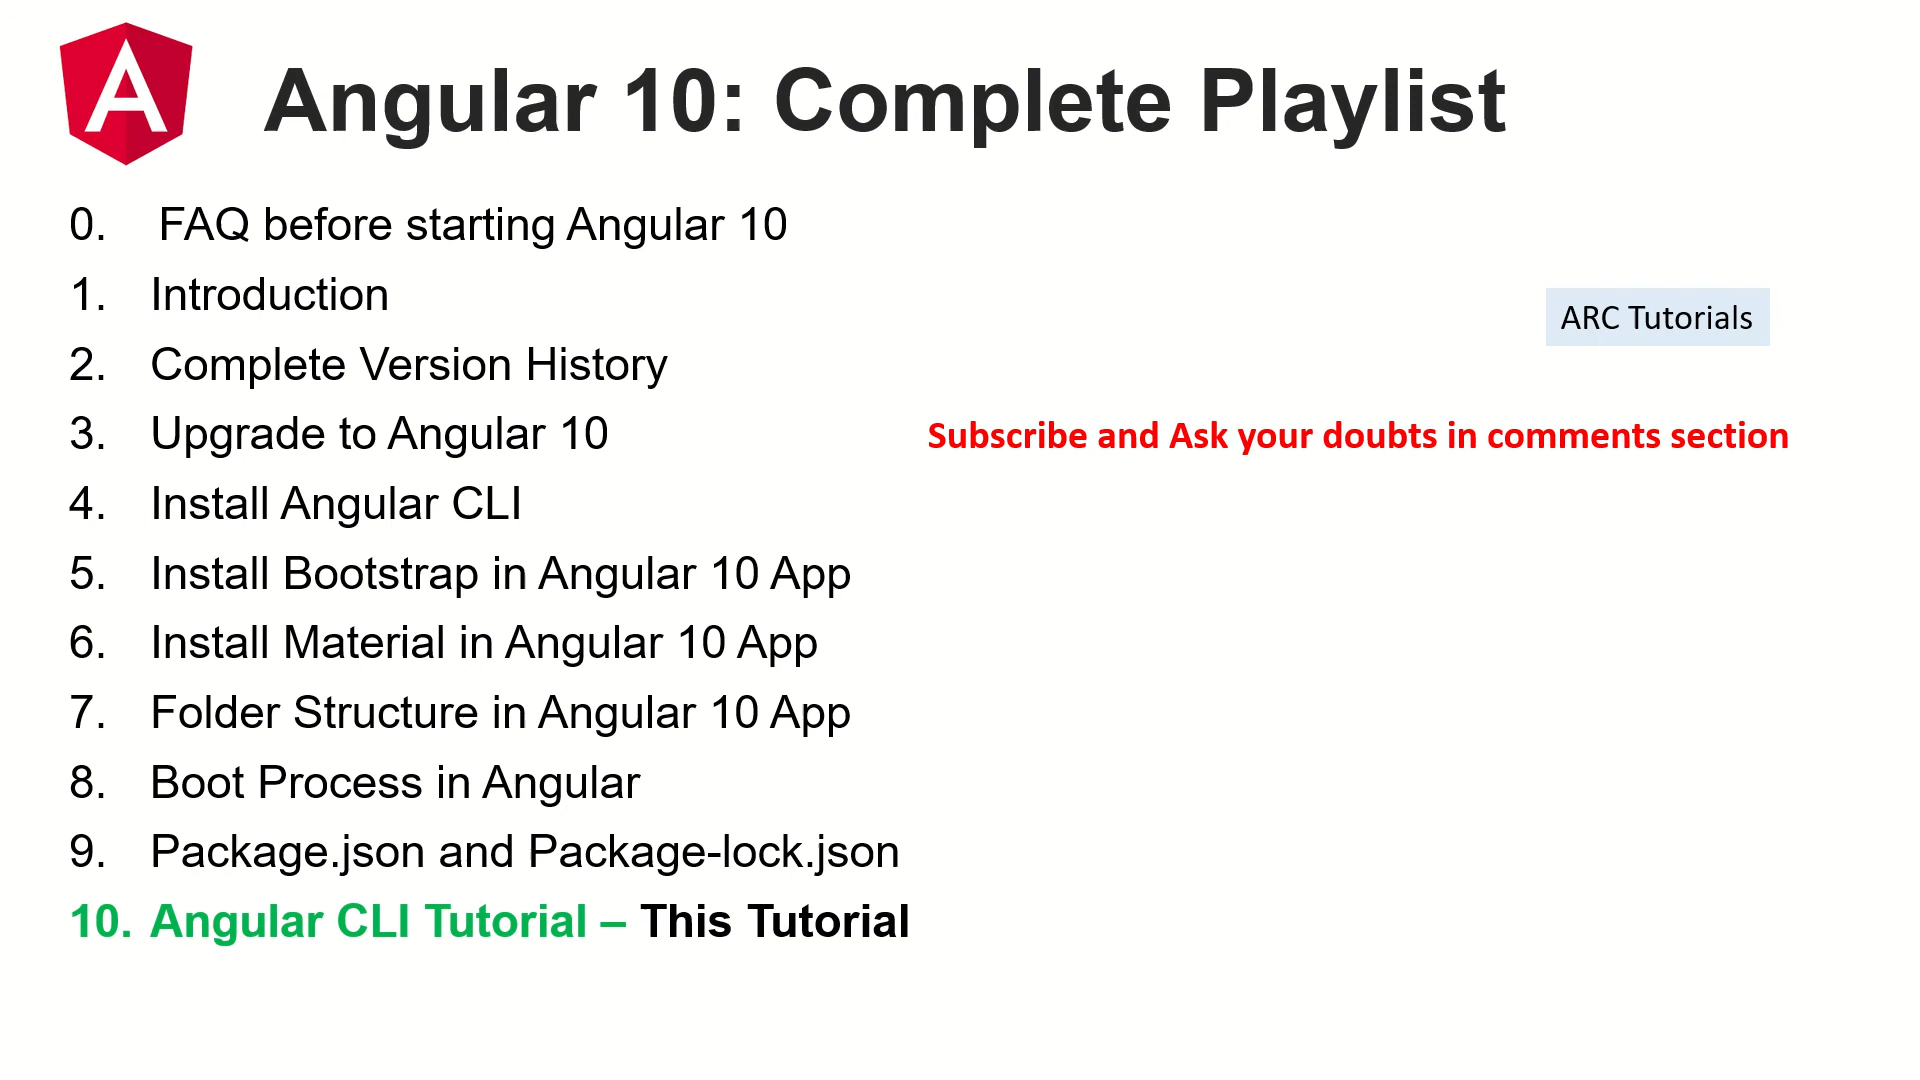 Angular 10: Complete Playlist
0. FAQ before starting Angular 10
1. Introduction
2. Complete Version History
3. Upgrade to Angular 10
4. Install Angular CLI
5. Install Bootstrap in Angular 10 App
6. Install Material in Angular 10 App
7. Folder Structure in Angular 10 App
8. Boot Process in Angular
9. Package.json and Package-lock.json
10. Angular CLI Tutorial – This Tutorial
ARC Tutorials
Subscribe and Ask your doubts in comments section